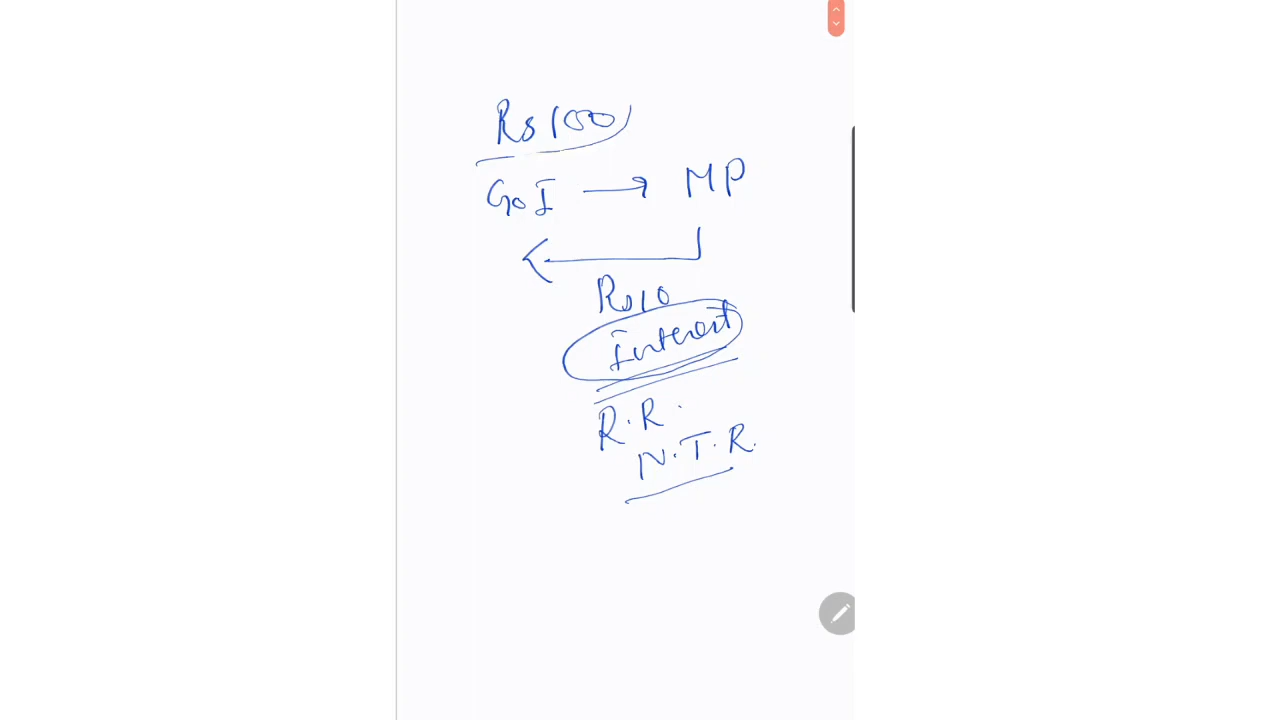 Rs 100
GoI → MP
Rs 10
Interest
R.R.
N.T.R.